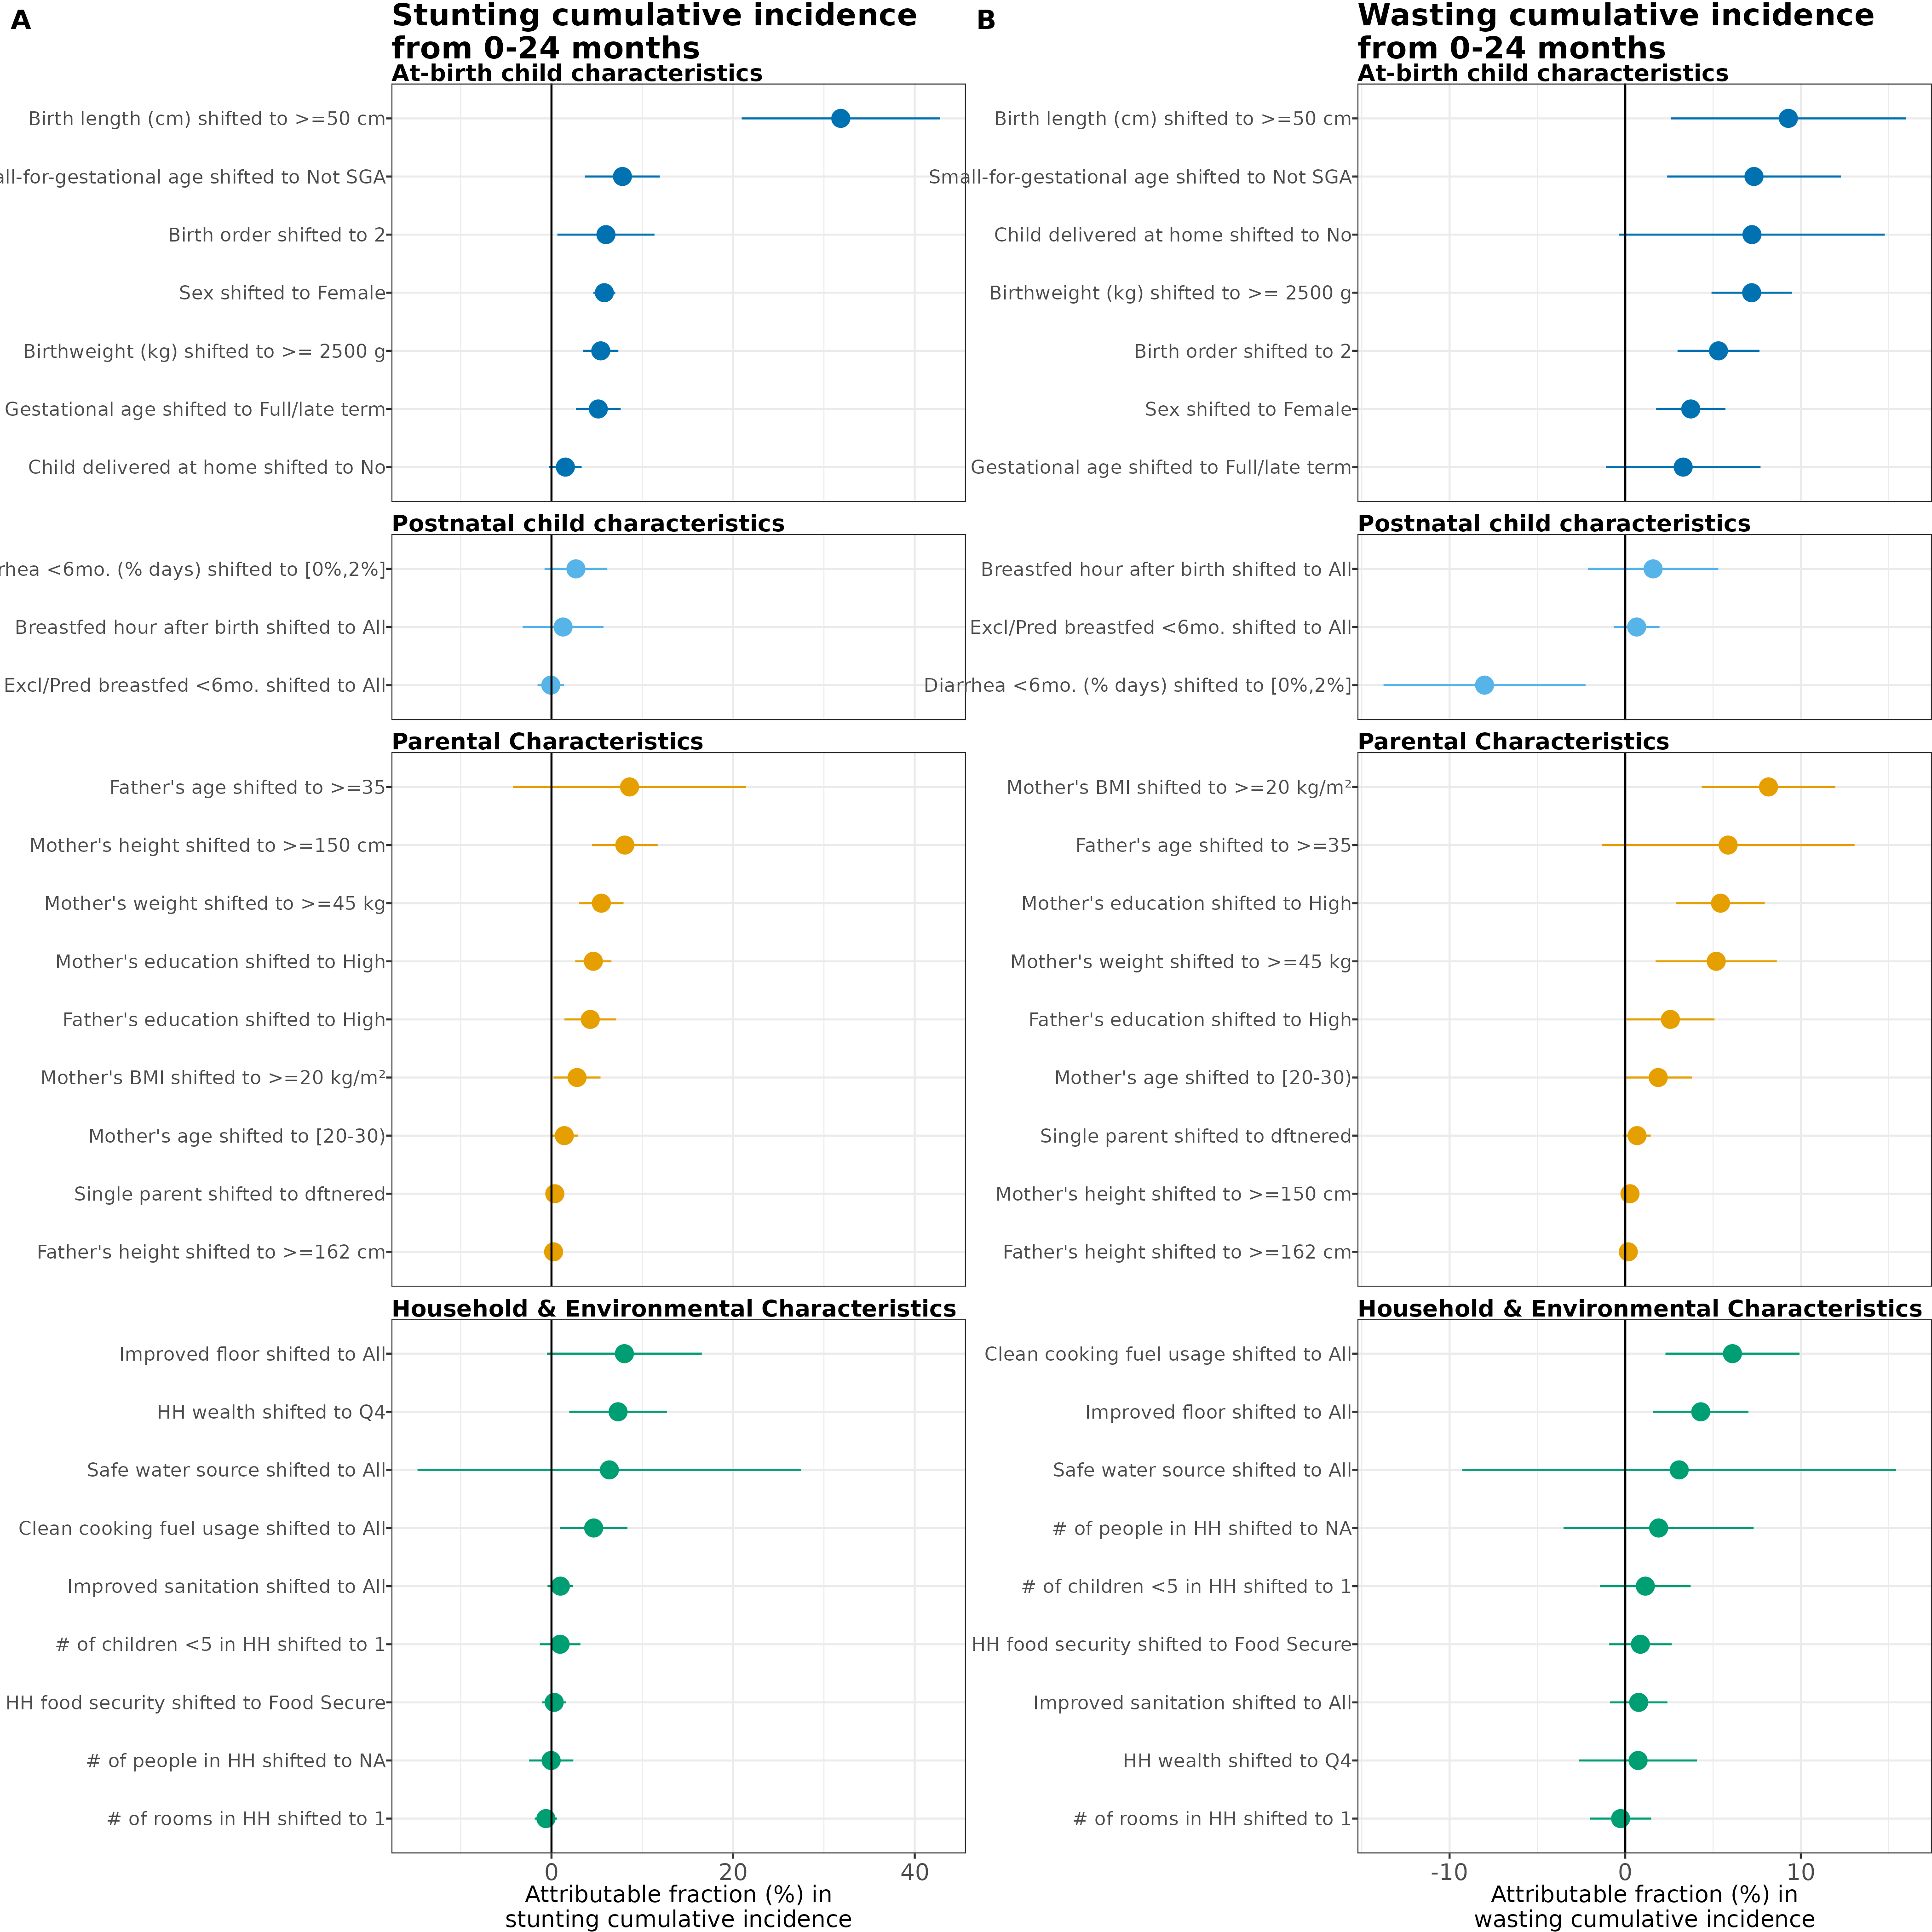 A
Stunting cumulative incidence
from 0-24 months
At-birth child characteristics
Birth length (cm) shifted to >=50 cm
all-for-gestational age shifted to Not SGA
Birth order shifted to 2
Sex shifted to Female
Birthweight (kg) shifted to >= 2500 g
Gestational age shifted to Full/late term
Child delivered at home shifted to No
Postnatal child characteristics
rhea <6mo. (% days) shifted to [0%,2%]
Breastfed hour after birth shifted to All
Excl/Pred breastfed <6mo. shifted to All
Parental Characteristics
Father's age shifted to >=35
Mother's height shifted to >=150 cm
Mother's weight shifted to >=45 kg
Mother's education shifted to High
Father's education shifted to High
Mother's BMI shifted to >=20 kg/m²
Mother's age shifted to [20-30)
Single parent shifted to dftnered
Father's height shifted to >=162 cm
Household & Environmental Characteristics
Improved floor shifted to All
HH wealth shifted to Q4
Safe water source shifted to All
Clean cooking fuel usage shifted to All
Improved sanitation shifted to All
# of children <5 in HH shifted to 1
HH food security shifted to Food Secure
# of people in HH shifted to NA
# of rooms in HH shifted to 1
0 20 40
Attributable fraction (%) in
stunting cumulative incidence
B
Wasting cumulative incidence
from 0-24 months
At-birth child characteristics
Birth length (cm) shifted to >=50 cm
Small-for-gestational age shifted to Not SGA
Child delivered at home shifted to No
Birthweight (kg) shifted to >= 2500 g
Birth order shifted to 2
Sex shifted to Female
Gestational age shifted to Full/late term
Postnatal child characteristics
Breastfed hour after birth shifted to All
Excl/Pred breastfed <6mo. shifted to All
Diarrhea <6mo. (% days) shifted to [0%,2%]
Parental Characteristics
Mother's BMI shifted to >=20 kg/m²
Father's age shifted to >=35
Mother's education shifted to High
Mother's weight shifted to >=45 kg
Father's education shifted to High
Mother's age shifted to [20-30)
Single parent shifted to dftnered
Mother's height shifted to >=150 cm
Father's height shifted to >=162 cm
Household & Environmental Characteristics
Clean cooking fuel usage shifted to All
Improved floor shifted to All
Safe water source shifted to All
# of people in HH shifted to NA
# of children <5 in HH shifted to 1
HH food security shifted to Food Secure
Improved sanitation shifted to All
HH wealth shifted to Q4
# of rooms in HH shifted to 1
-10 0 10
Attributable fraction (%) in
wasting cumulative incidence